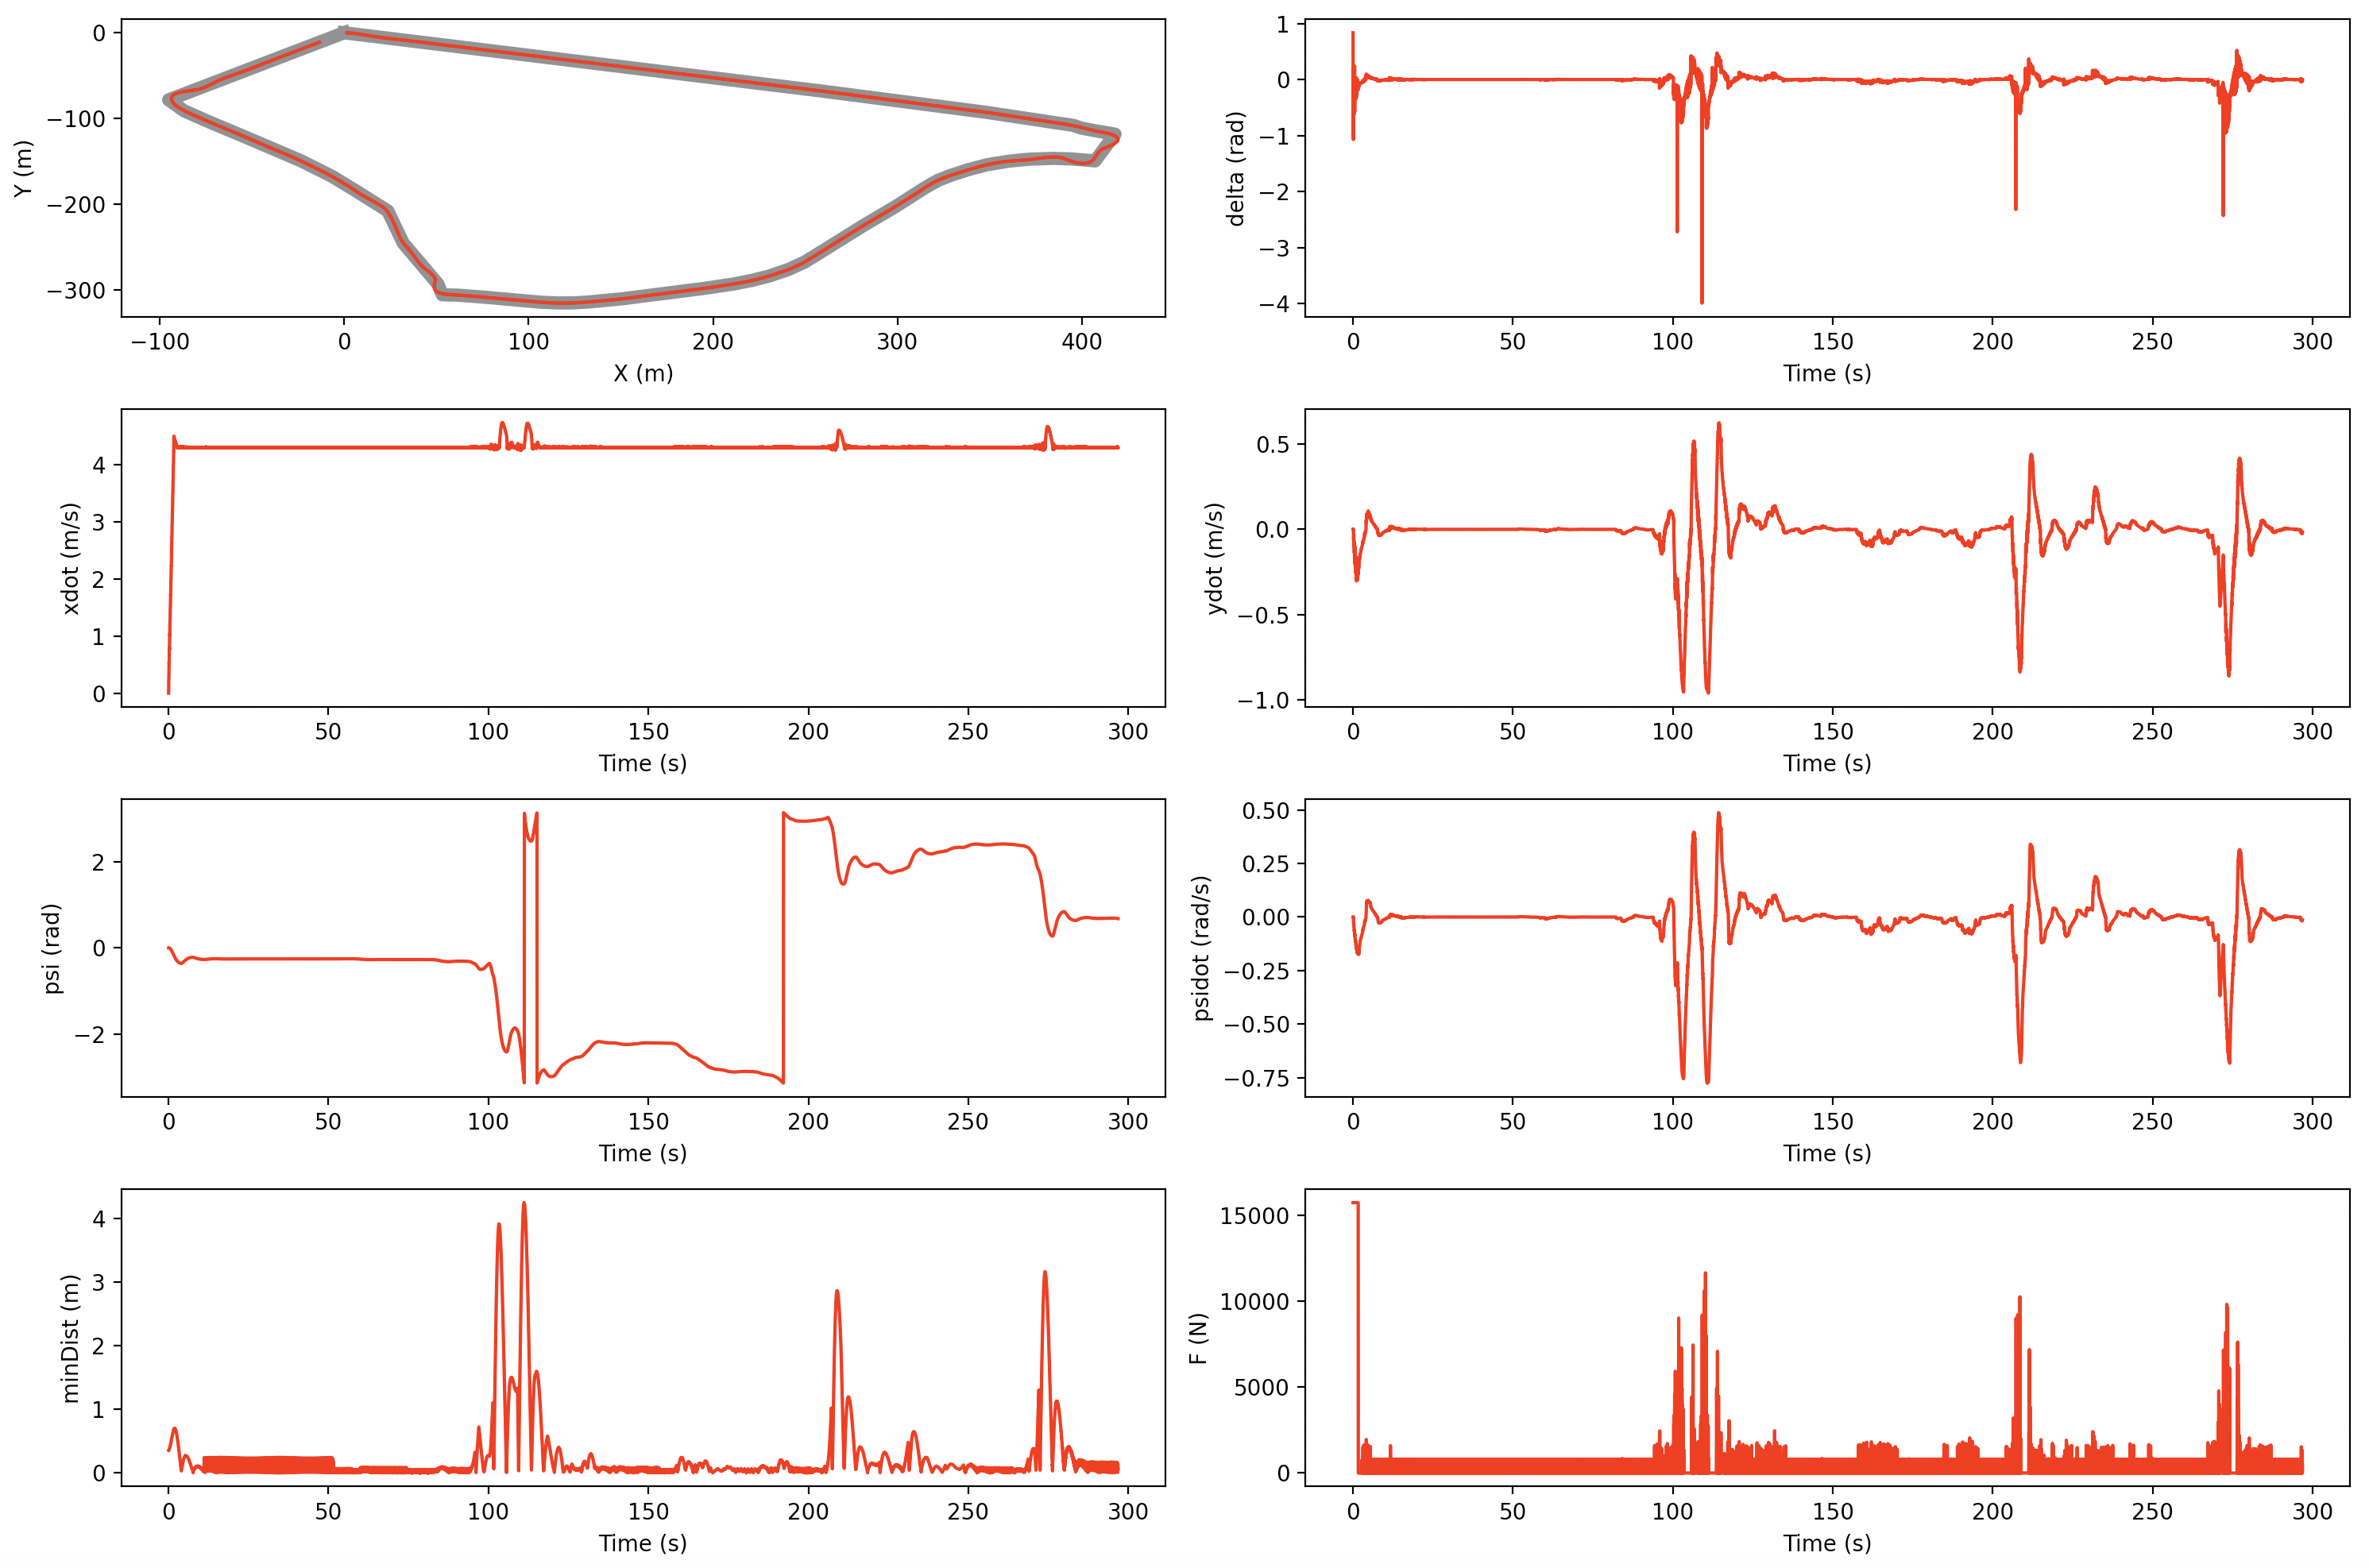 0
−100
−200
−300
Y (m)
−100 0 100 200 300 400
X (m)
1
0
−1
−2
−3
−4
delta (rad)
0 50 100 150 200 250 300
Time (s)
4
3
2
1
0
xdot (m/s)
0 50 100 150 200 250 300
Time (s)
0.5
0.0
−0.5
−1.0
ydot (m/s)
0 50 100 150 200 250 300
Time (s)
2
0
−2
psi (rad)
0 50 100 150 200 250 300
Time (s)
0.50
0.25
0.00
−0.25
−0.50
−0.75
psidot (rad/s)
0 50 100 150 200 250 300
Time (s)
4
3
2
1
0
minDist (m)
0 50 100 150 200 250 300
Time (s)
15000
10000
5000
0
F (N)
0 50 100 150 200 250 300
Time (s)